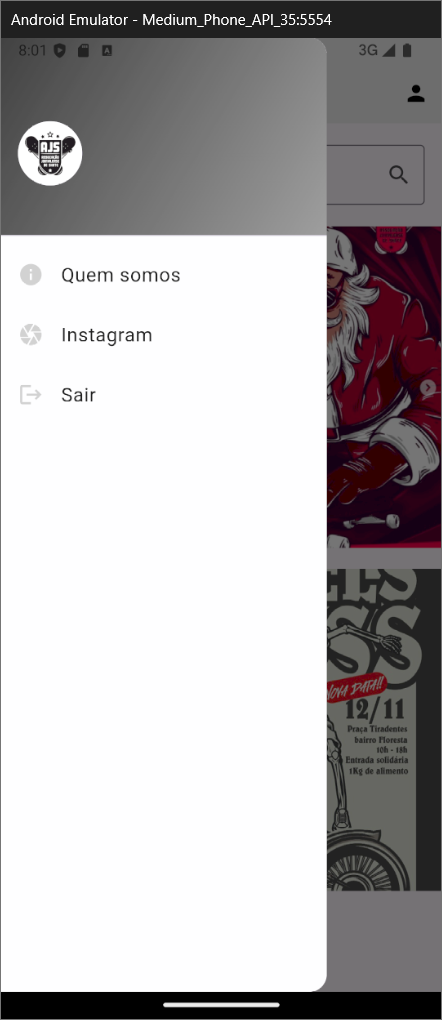 Android Emulator - Medium_Phone_API_35:5554
8:01
3G
AJS
Quem somos
Instagram
Sair
NOVA DATA!!
12/11
Praça Tiradentes
bairro Floresta
10h - 18h
Entrada solidária
1Kg de alimento